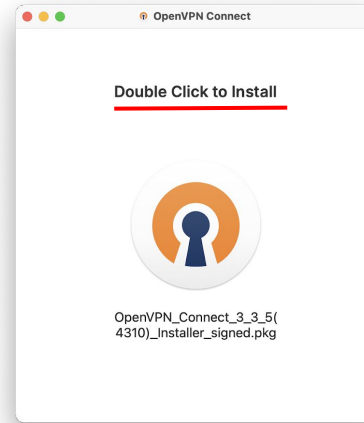 OpenVPN Connect
Double Click to Install
OpenVPN_Connect_3_3_5(
4310)_Installer_signed.pkg